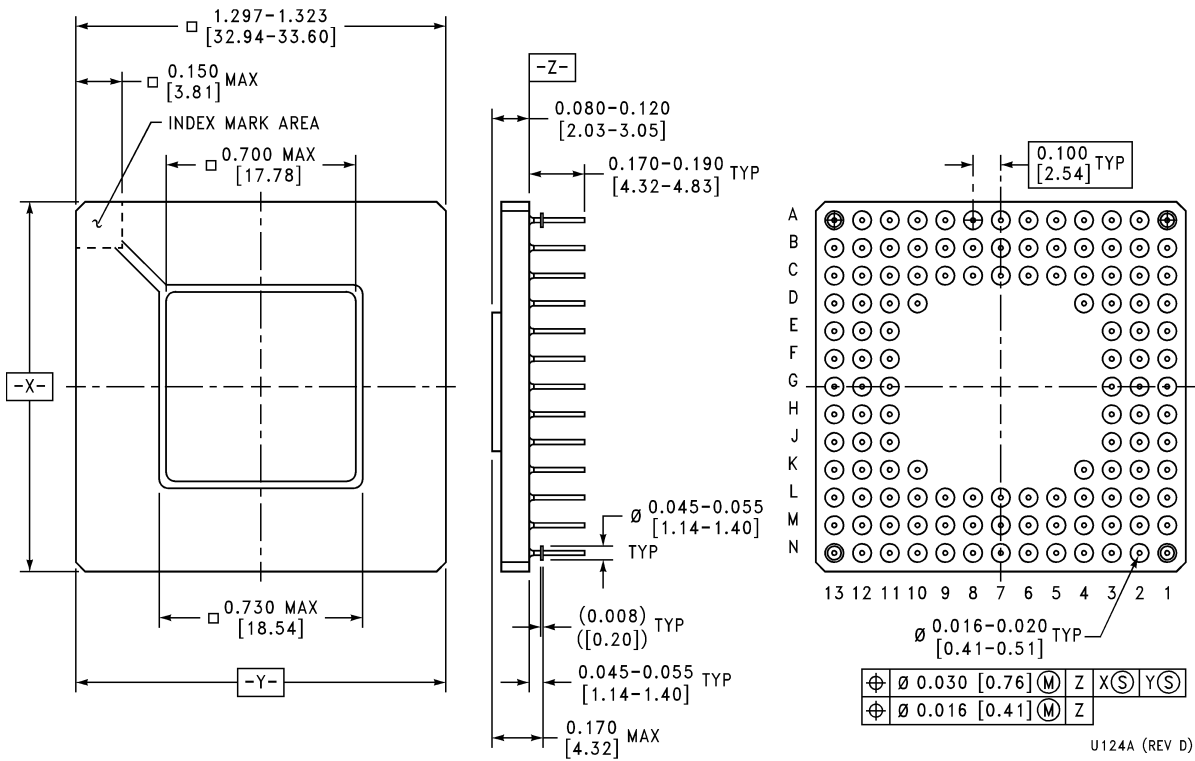 1.297-1.323
[32.94-33.60]
0.150 MAX
[3.81]
INDEX MARK AREA
0.700 MAX
[17.78]
-X-
0.730 MAX
[18.54]
-Y-
-Z-
0.080-0.120
[2.03-3.05]
0.170-0.190 TYP
[4.32-4.83]
Ø 0.045-0.055
[1.14-1.40]
TYP
(0.008) TYP
([0.20])
0.045-0.055 TYP
[1.14-1.40]
0.170 MAX
[4.32]
0.100 TYP
[2.54]
A
B
C
D
E
F
G
H
J
K
L
M
N
13 12 11 10 9 8 7 6 5 4 3 2 1
Ø 0.016-0.020 TYP
[0.41-0.51]
⌖ Ø 0.030 [0.76] Ⓜ Z XⓈ YⓈ
⌖ Ø 0.016 [0.41] Ⓜ Z
U124A (REV D)